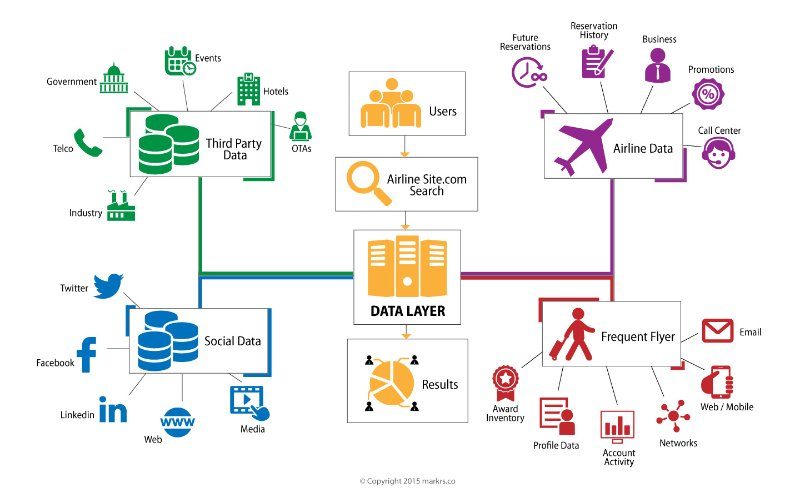 Government
Events
Hotels
Telco
Third Party
Data
OTAs
Industry
Users
Airline Site.com
Search
DATA LAYER
Results
Future
Reservations
Reservation
History
Business
Promotions
%
Airline Data
Call Center
Twitter
Facebook
f
Social Data
Linkedin
in
Web
WWW
Media
Frequent Flyer
Email
Web / Mobile
Award
Inventory
Profile Data
Account
Activity
Networks
© Copyright 2015 markrs.co